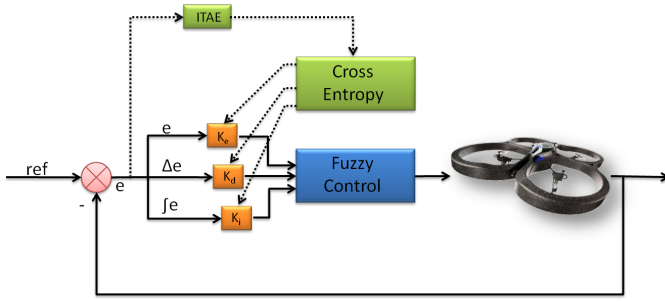 ITAE
Cross
Entropy
e
Ke
ref
e
Δe
Kd
Fuzzy
Control
-
∫e
Ki